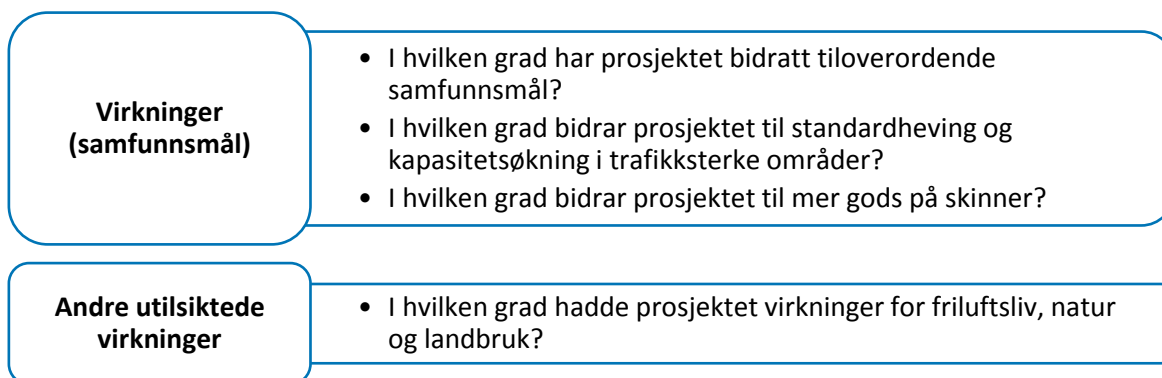 Virkninger
(samfunnsmål)
• I hvilken grad har prosjektet bidratt tiloverordende
samfunnsmål?
• I hvilken grad bidrar prosjektet til standardheving og
kapasitetsøkning i trafikksterke områder?
• I hvilken grad bidrar prosjektet til mer gods på skinner?
Andre utilsiktede
virkninger
• I hvilken grad hadde prosjektet virkninger for friluftsliv, natur
og landbruk?